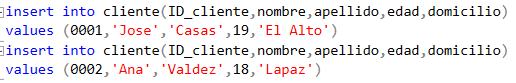 insert into cliente(ID_cliente,nombre,apellido,edad,domicilio)
values (0001,'Jose','Casas',19,'El Alto')
insert into cliente(ID_cliente,nombre,apellido,edad,domicilio)
values (0002,'Ana','Valdez',18,'Lapaz')